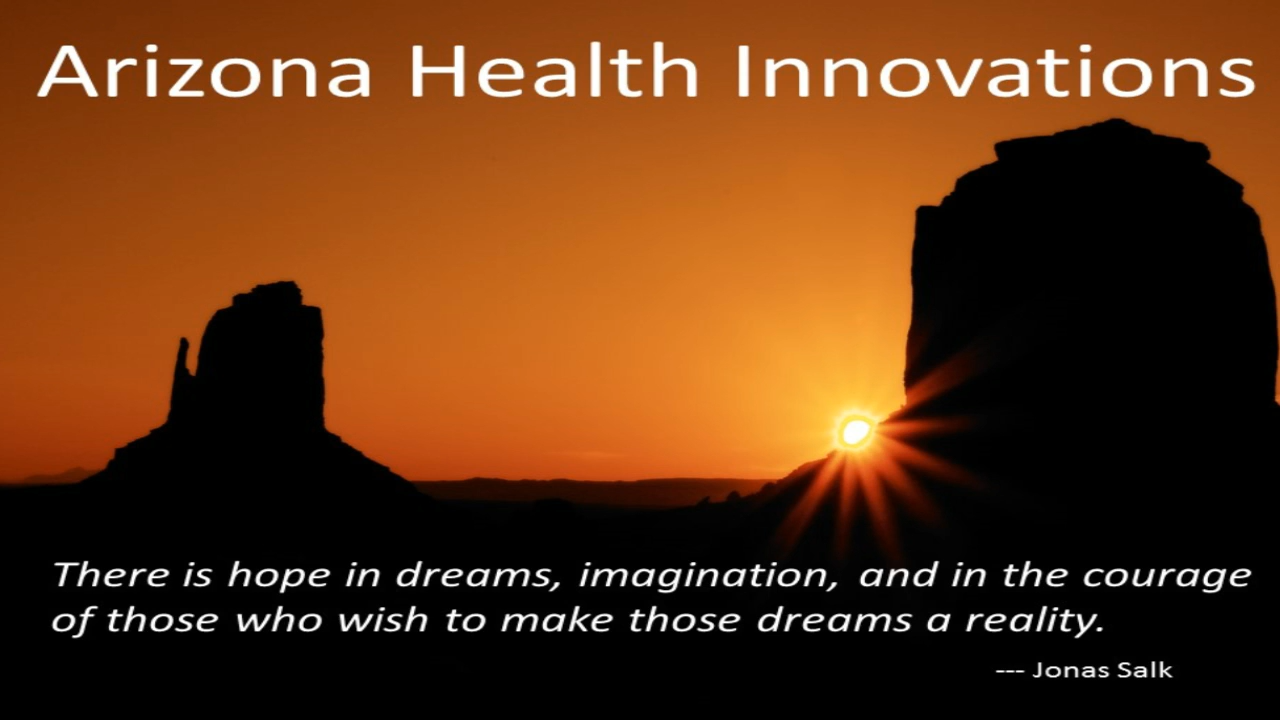 Arizona Health Innovations
There is hope in dreams, imagination, and in the courage
of those who wish to make those dreams a reality.
--- Jonas Salk